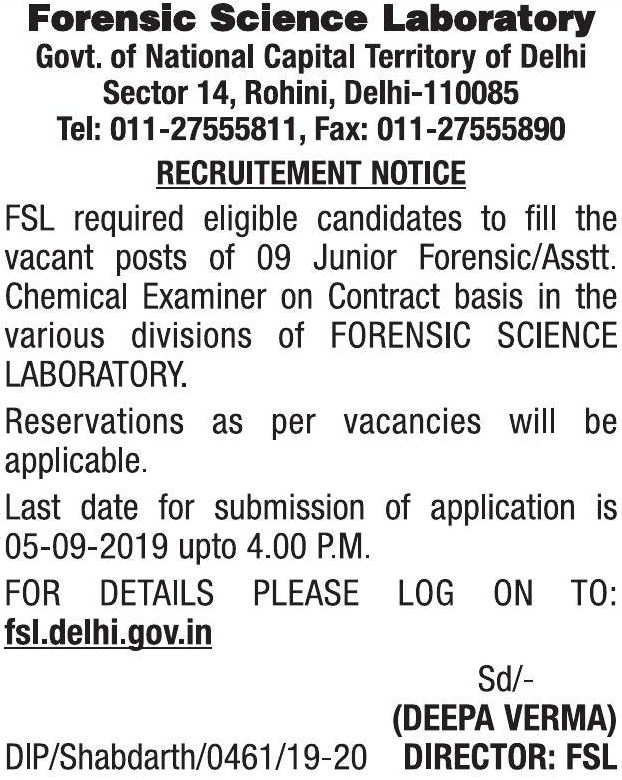 Forensic Science Laboratory
Govt. of National Capital Territory of Delhi
Sector 14, Rohini, Delhi-110085
Tel: 011-27555811, Fax: 011-27555890
RECRUITEMENT NOTICE
FSL required eligible candidates to fill the
vacant posts of 09 Junior Forensic/Asstt.
Chemical Examiner on Contract basis in the
various divisions of FORENSIC SCIENCE
LABORATORY.
Reservations as per vacancies will be
applicable.
Last date for submission of application is
05-09-2019 upto 4.00 P.M.
FOR DETAILS PLEASE LOG ON TO:
fsl.delhi.gov.in
Sd/-
(DEEPA VERMA)
DIP/Shabdarth/0461/19-20 DIRECTOR: FSL